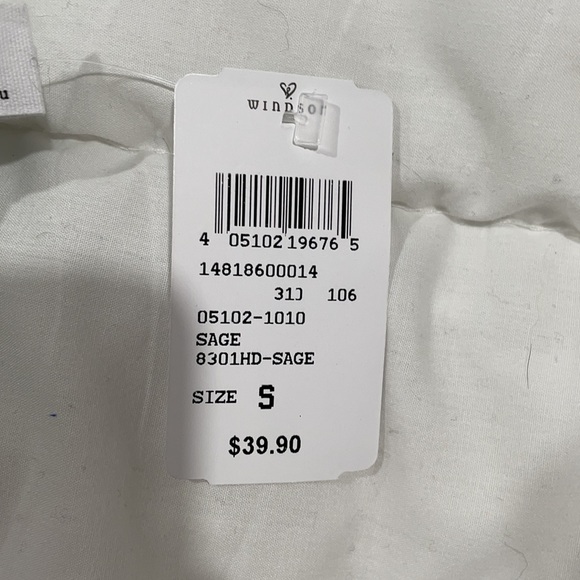 u
WINDSOR
4 05102 19676 5
14818600014
31J 106
05102-1010
SAGE
8301HD-SAGE
SIZE S
$39.90